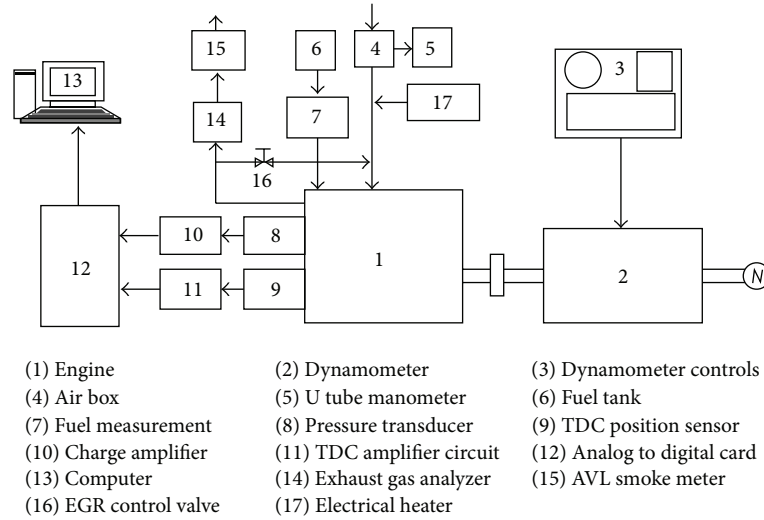 15
6
4
5
3
13
14
7
17
16
12
10
8
11
9
1
2
N
(1) Engine
(2) Dynamometer
(3) Dynamometer controls
(4) Air box
(5) U tube manometer
(6) Fuel tank
(7) Fuel measurement
(8) Pressure transducer
(9) TDC position sensor
(10) Charge amplifier
(11) TDC amplifier circuit
(12) Analog to digital card
(13) Computer
(14) Exhaust gas analyzer
(15) AVL smoke meter
(16) EGR control valve
(17) Electrical heater